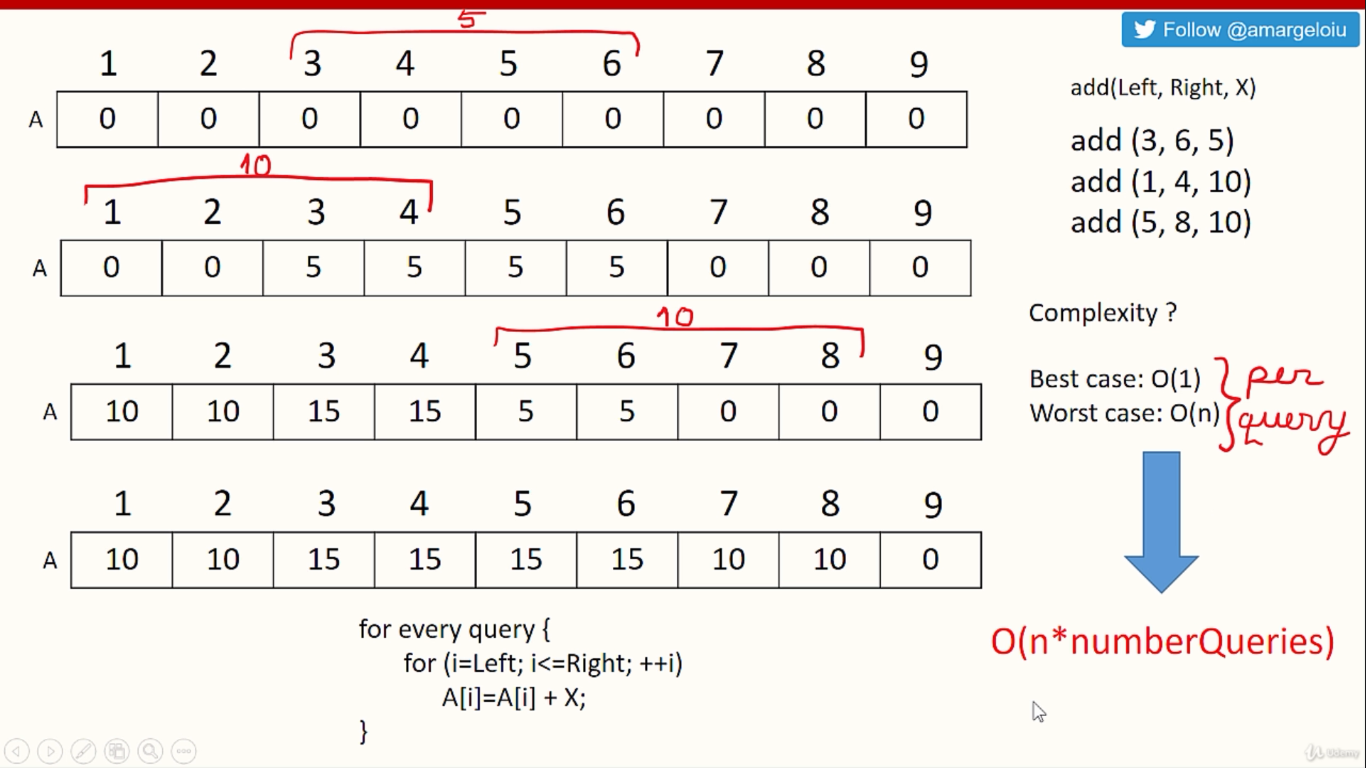 5
Follow @amargeloiu
1 2 3 4 5 6 7 8 9
A 0 0 0 0 0 0 0 0 0
add(Left, Right, X)
add (3, 6, 5)
add (1, 4, 10)
add (5, 8, 10)
10
1 2 3 4 5 6 7 8 9
A 0 0 5 5 5 5 0 0 0
Complexity ?
Best case: O(1)
Worst case: O(n)
per
query
10
1 2 3 4 5 6 7 8 9
A 10 10 15 15 5 5 0 0 0
1 2 3 4 5 6 7 8 9
A 10 10 15 15 15 15 10 10 0
O(n*numberQueries)
for every query {
for (i=Left; i<=Right; ++i)
A[i]=A[i] + X;
}
Udemy